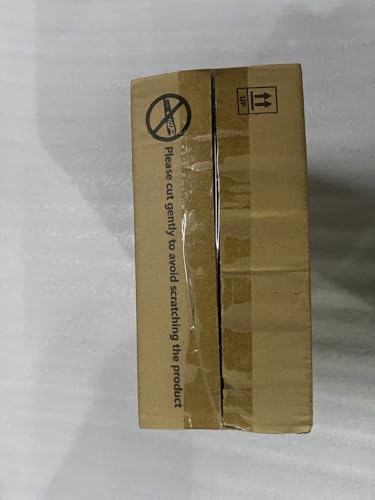 UP
Please cut gently to avoid scratching the product